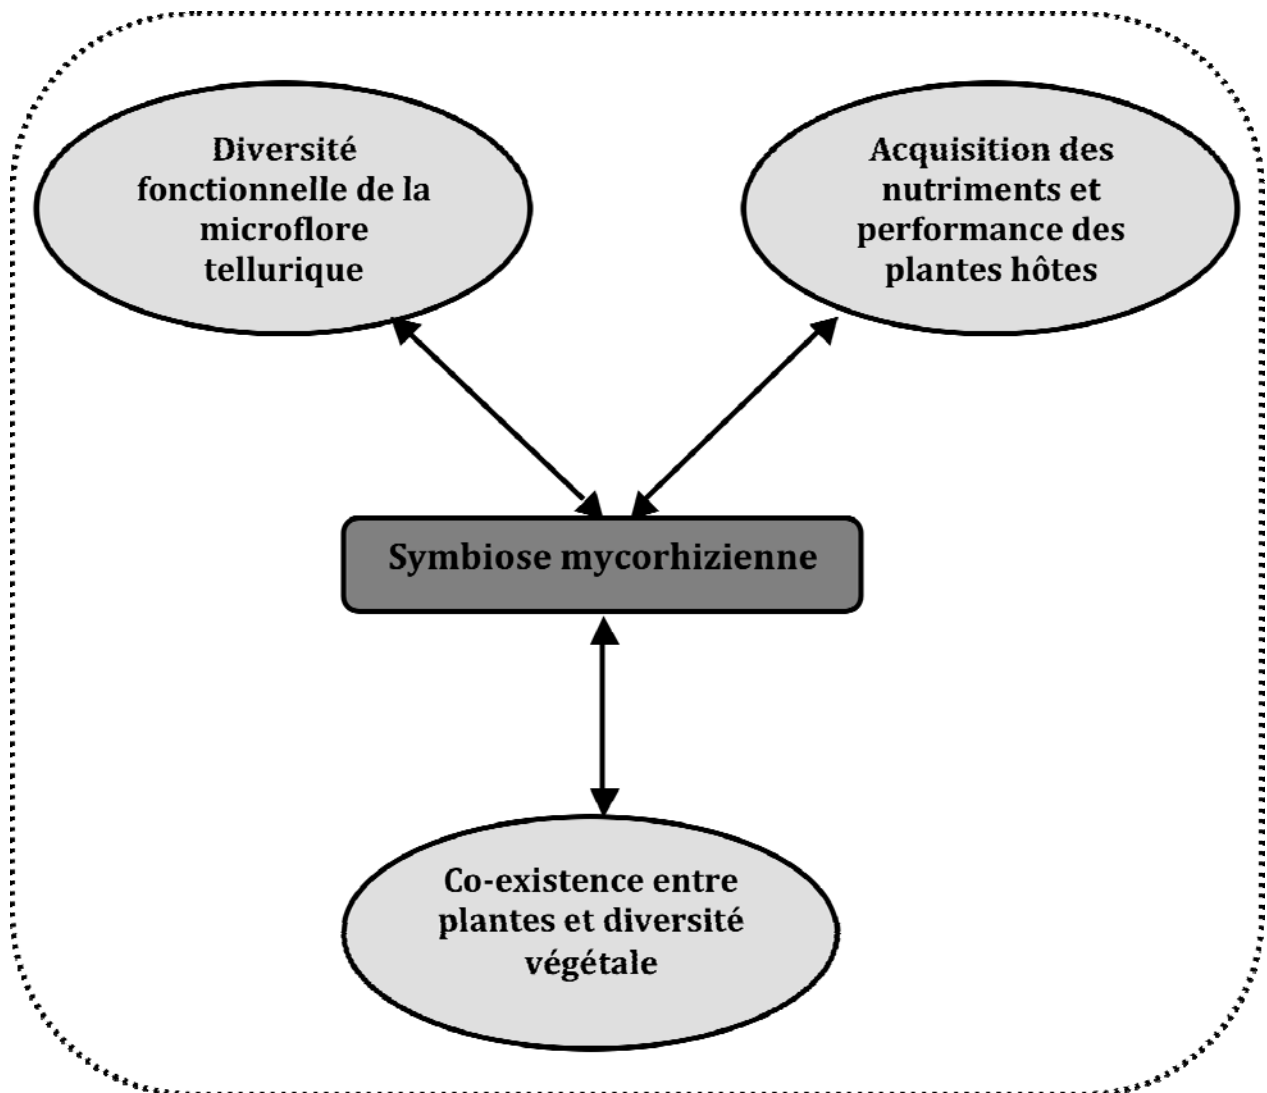 Diversité
fonctionnelle de la
microflore
tellurique
Acquisition des
nutriments et
performance des
plantes hôtes
Symbiose mycorhizienne
Co-existence entre
plantes et diversité
végétale